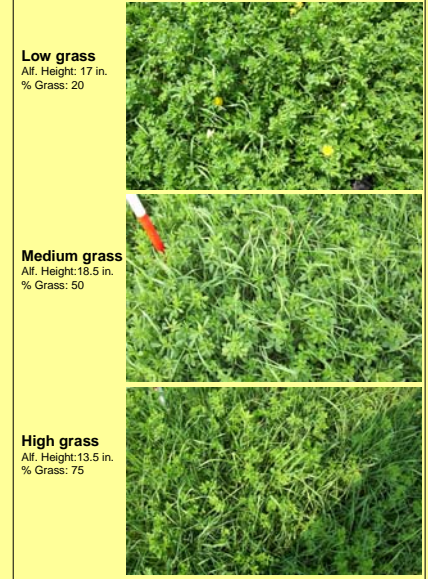 Low grass
Alf. Height: 17 in.
% Grass: 20
Medium grass
Alf. Height:18.5 in.
% Grass: 50
High grass
Alf. Height:13.5 in.
% Grass: 75